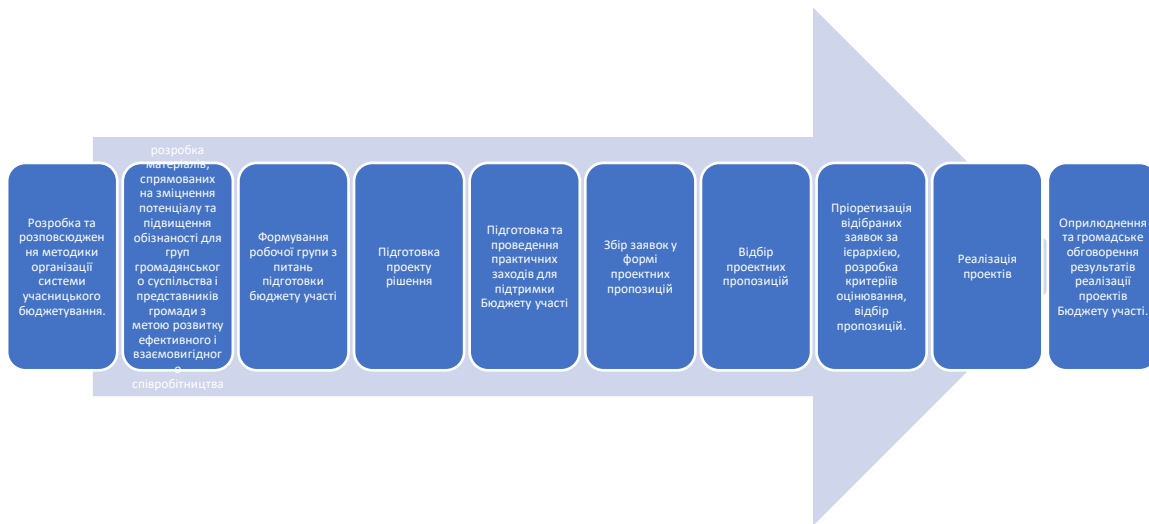 Розробка та
розповсюджен
ня методики
організації
системи
учасницького
бюджетування.
розробка
матеріалів,
спрямованих
на зміцнення
потенціалу та
підвищення
обізнаності для
груп
громадянськог
о суспільства і
представників
громади з
метою розвитку
ефективного і
взаємовигідног
о
співробітництва
Формування
робочої групи з
питань
підготовки
бюджету участі
Підготовка
проекту
рішення
Підготовка та
проведення
практичних
заходів для
підтримки
Бюджету участі
Збір заявок у
формі
проектних
пропозицій
Відбір
проектних
пропозицій
Пріоретизація
відібраних
заявок за
ієрархією,
розробка
критеріїв
оцінювання,
відбір
пропозицій.
Реалізація
проектів
Оприлюднення
та громадське
обговорення
результатів
реалізації
проектів
Бюджету участі.